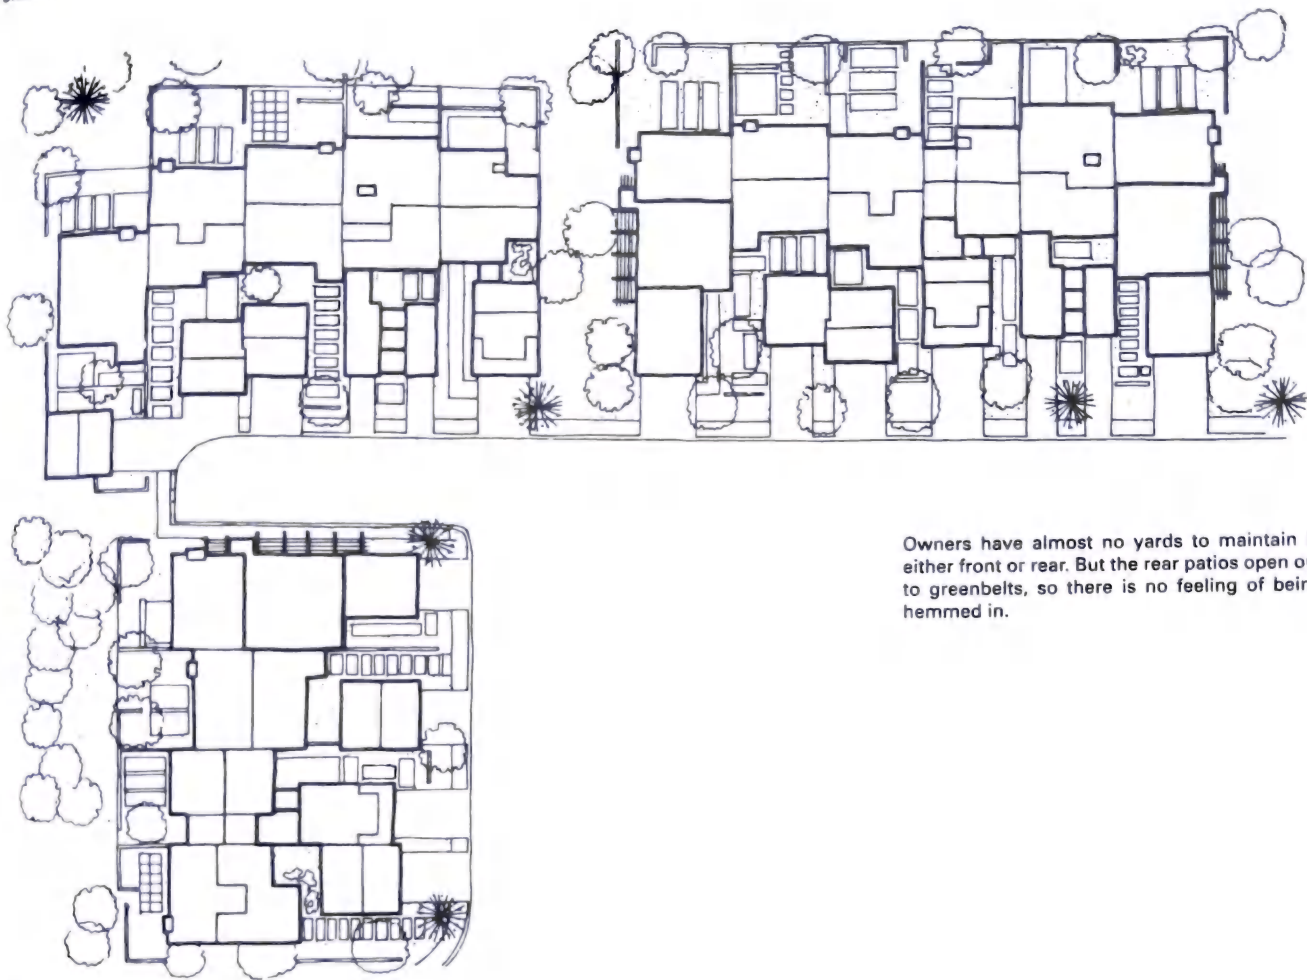 Owners have almost no yards to maintain
either front or rear. But the rear patios open
to greenbelts, so there is no feeling of
hemmed in.